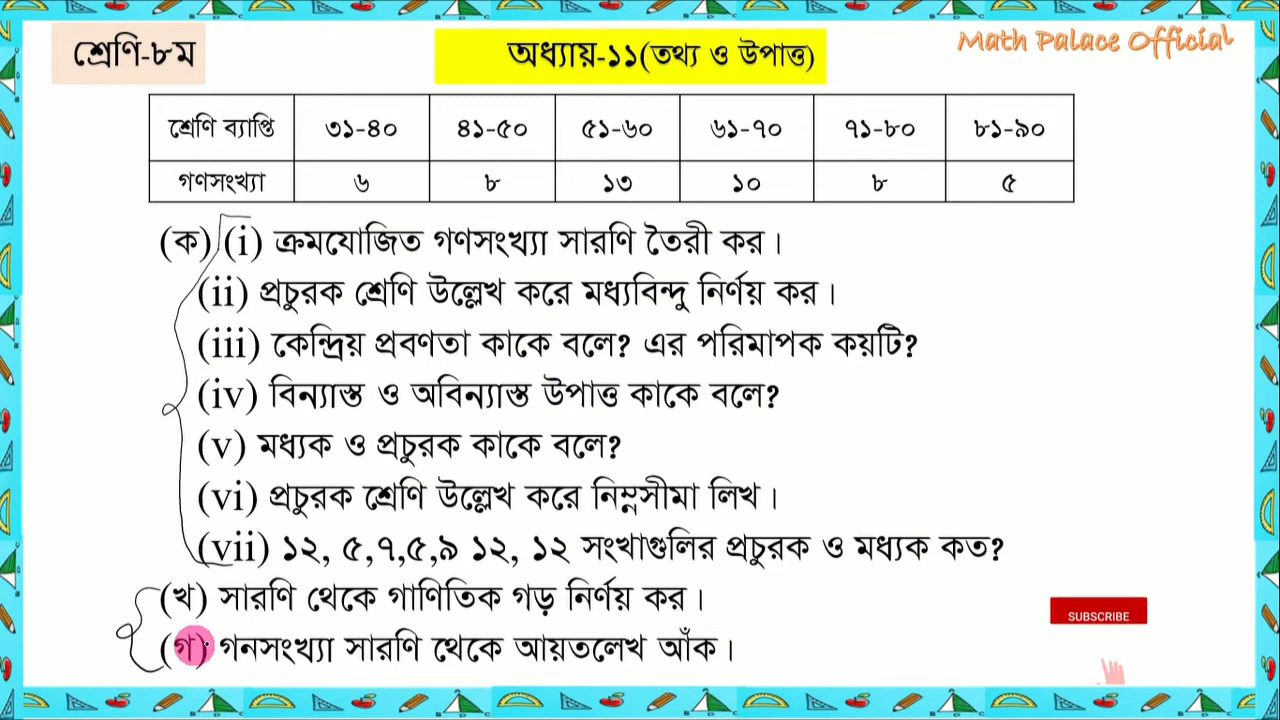 শ্রেণি-৮ম
অধ্যায়-১১(তথ্য ও উপাত্ত)
Math Palace Official
শ্রেণি ব্যাপ্তি ৩১-৪০ ৪১-৫০ ৫১-৬০ ৬১-৭০ ৭১-৮০ ৮১-৯০
গণসংখ্যা ৬ ৮ ১৩ ১০ ৮ ৫
(ক) (i) ক্রমযোজিত গণসংখ্যা সারণি তৈরী কর।
(ii) প্রচুরক শ্রেণি উল্লেখ করে মধ্যবিন্দু নির্ণয় কর।
(iii) কেন্দ্রিয় প্রবণতা কাকে বলে? এর পরিমাপক কয়টি?
(iv) বিন্যাস্ত ও অবিন্যাস্ত উপাত্ত কাকে বলে?
(v) মধ্যক ও প্রচুরক কাকে বলে?
(vi) প্রচুরক শ্রেণি উল্লেখ করে নিম্নসীমা লিখ।
(vii) ১২, ৫,৭,৫,৯ ১২, ১২ সংখাগুলির প্রচুরক ও মধ্যক কত?
(খ) সারণি থেকে গাণিতিক গড় নির্ণয় কর।
(গ) গনসংখ্যা সারণি থেকে আয়তলেখ আঁক।
SUBSCRIBE